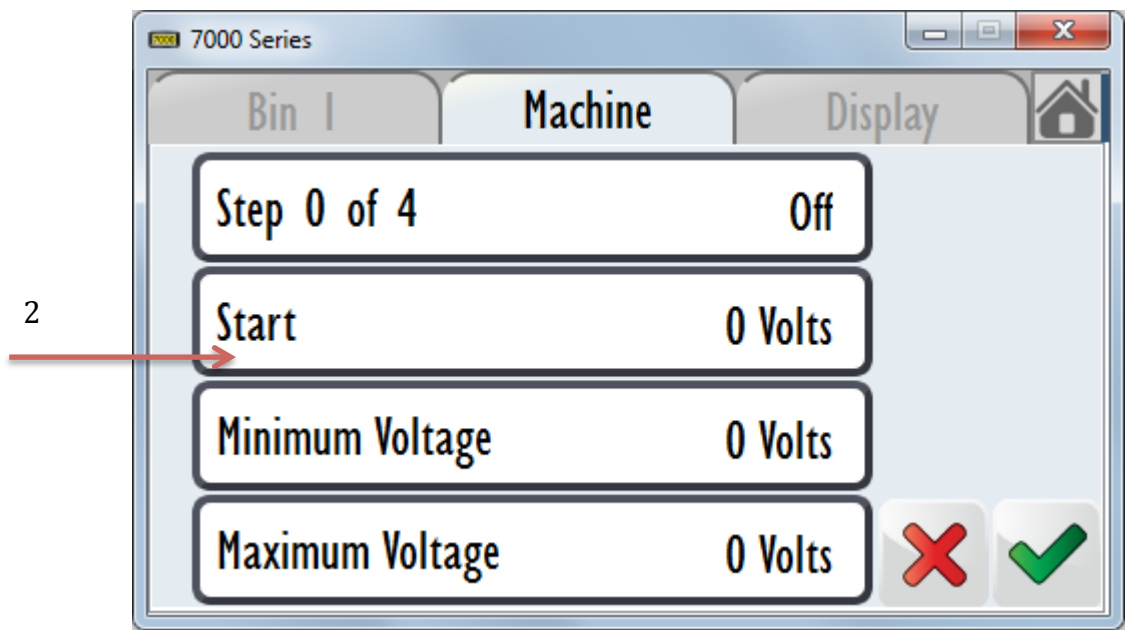 7000 Series
Bin 1 Machine Display
Step 0 of 4 Off
2
Start 0 Volts
Minimum Voltage 0 Volts
Maximum Voltage 0 Volts